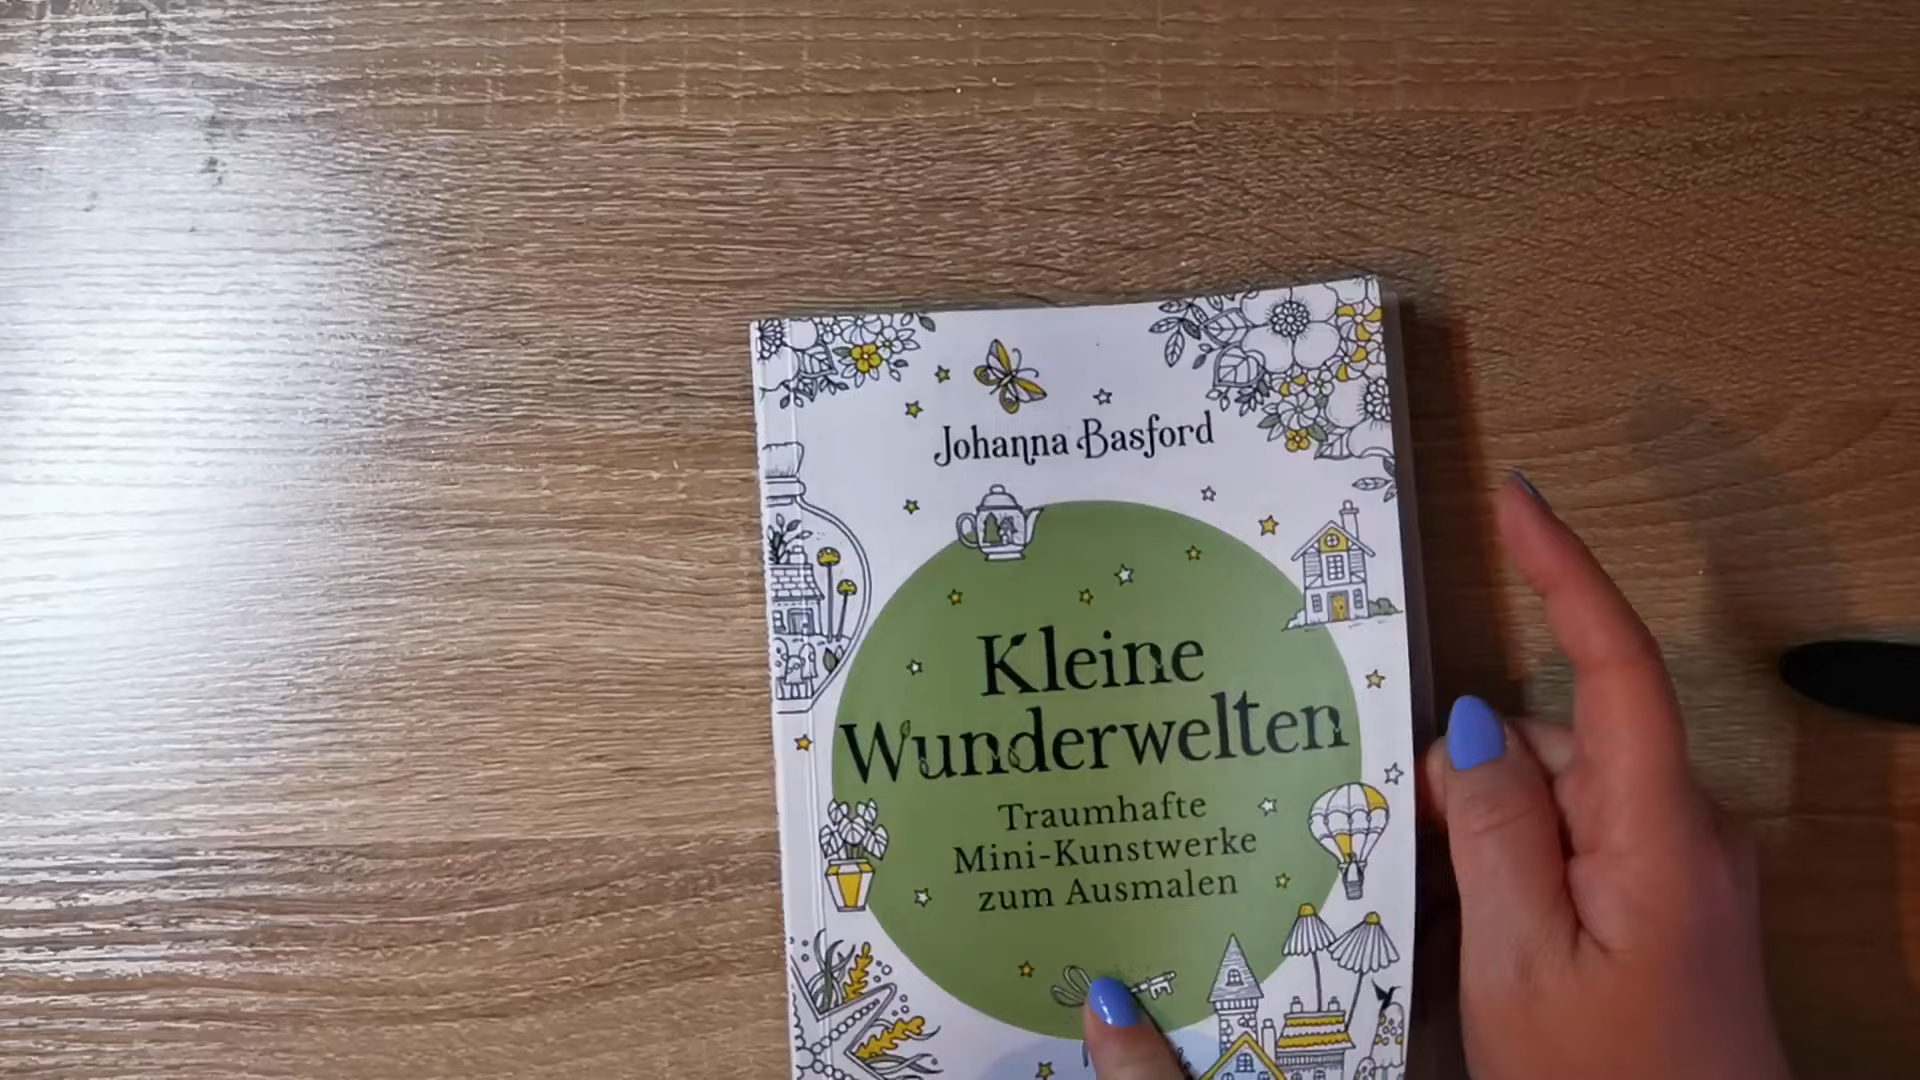 Johanna Basford
Kleine
Wunderwelten
Traumhafte
Mini-Kunstwerke
zum Ausmalen